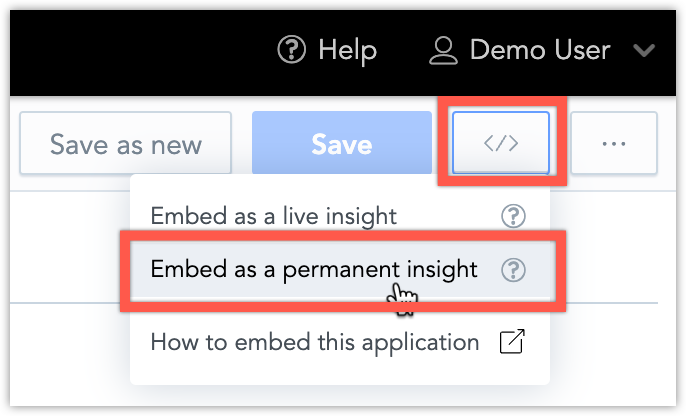 Help Demo User
Save as new Save </> ...
Embed as a live insight ?
Embed as a permanent insight ?
How to embed this application